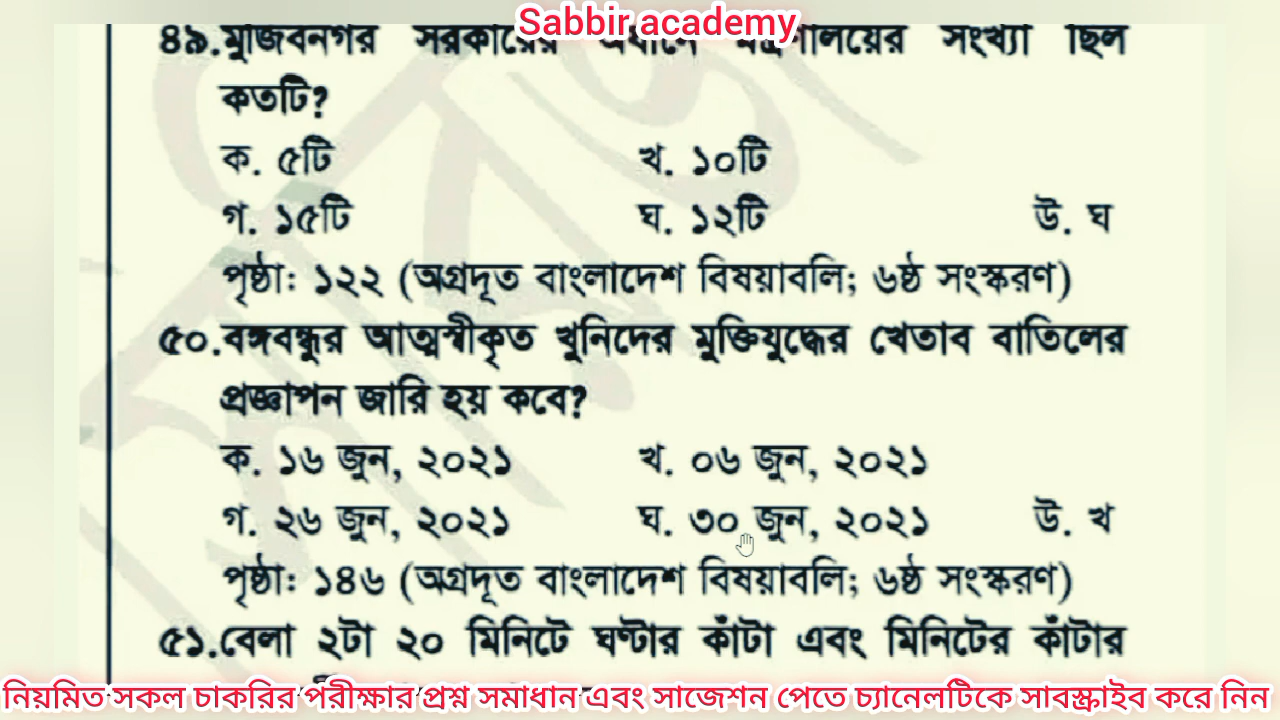 Sabbir academy
৪৯.মুজিবনগর সরকারের মন্ত্রণালয়ের সংখ্যা ছিল
কতটি?
ক. ৫টি খ. ১০টি
গ. ১৫টি ঘ. ১২টি উ. ঘ
পৃষ্ঠা: ১২২ (অগ্রদূত বাংলাদেশ বিষয়াবলি; ৬ষ্ঠ সংস্করণ)
৫০.বঙ্গবন্ধুর আত্মস্বীকৃত খুনিদের মুক্তিযুদ্ধের খেতাব বাতিলের
প্রজ্ঞাপন জারি হয় কবে?
ক. ১৬ জুন, ২০২১ খ. ০৬ জুন, ২০২১
গ. ২৬ জুন, ২০২১ ঘ. ৩০ জুন, ২০২১ উ. খ
পৃষ্ঠা: ১৪৬ (অগ্রদূত বাংলাদেশ বিষয়াবলি; ৬ষ্ঠ সংস্করণ)
৫১.বেলা ২টা ২০ মিনিটে ঘণ্টার কাঁটা এবং মিনিটের কাঁটার
নিয়মিত সকল চাকরির পরীক্ষার প্রশ্ন সমাধান এবং সাজেশন পেতে চ্যানেলটিকে সাবস্ক্রাইব করে নিন